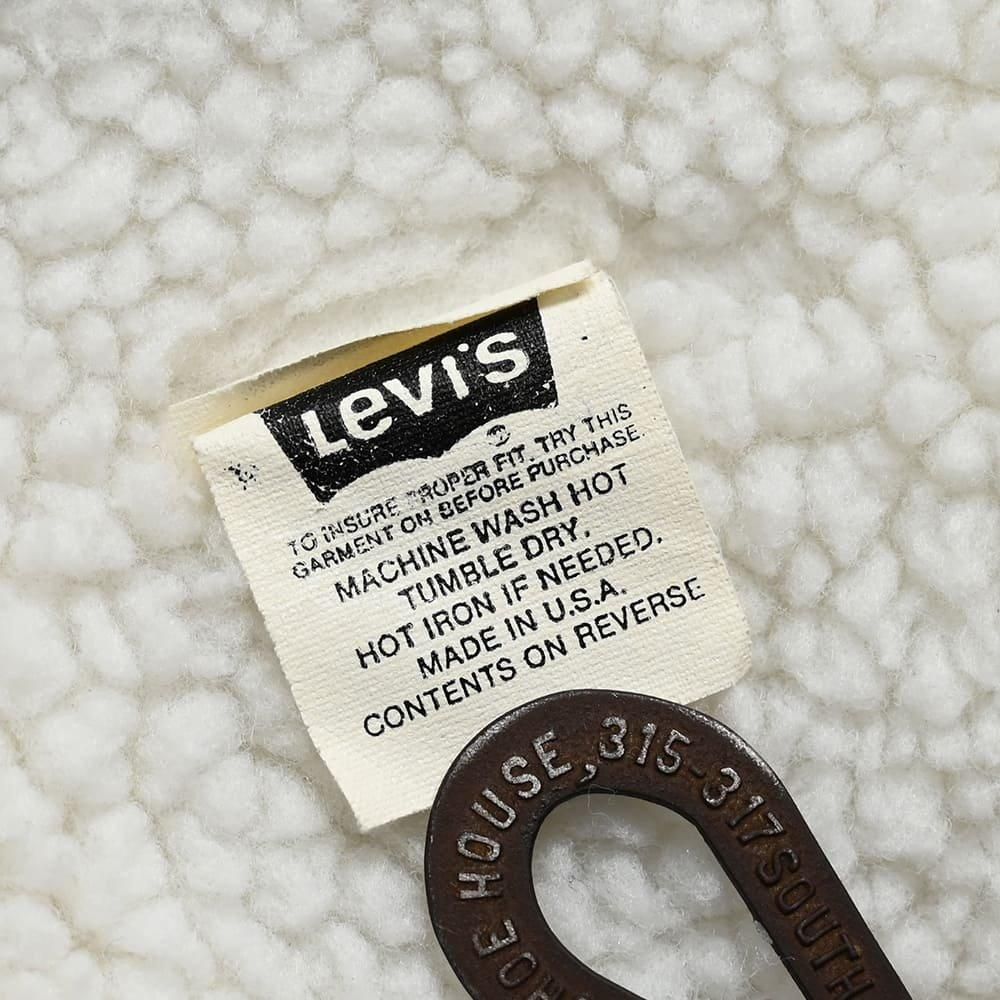 Levi's
TO INSURE PROPER FIT, TRY THIS
GARMENT ON BEFORE PURCHASE.
MACHINE WASH HOT
TUMBLE DRY.
HOT IRON IF NEEDED.
MADE IN U.S.A.
CONTENTS ON REVERSE
HOE HOUSE, 315-317 SOUTH